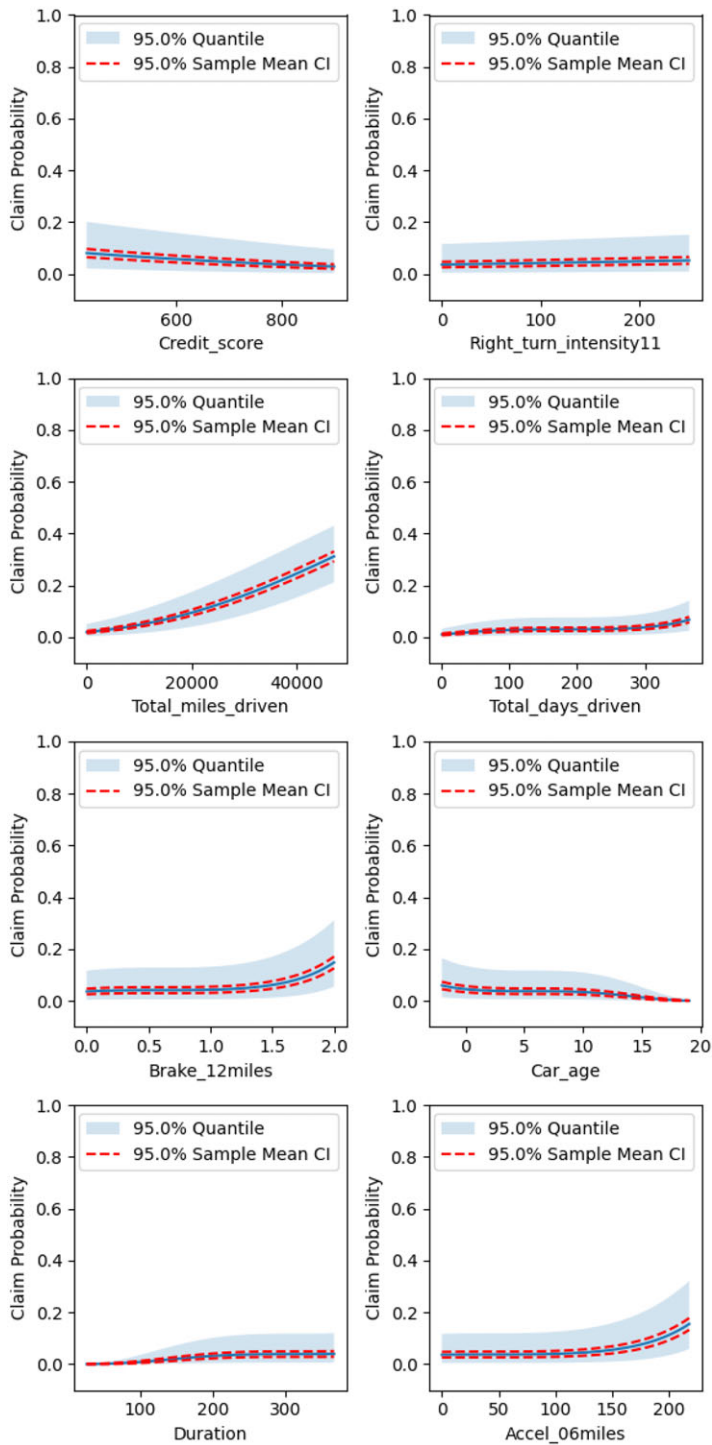 1.0
0.8
0.6
0.4
0.2
0.0
Claim Probability
95.0% Quantile
95.0% Sample Mean CI
600 800
Credit_score
1.0
0.8
0.6
0.4
0.2
0.0
Claim Probability
95.0% Quantile
95.0% Sample Mean CI
0 100 200
Right_turn_intensity11
1.0
0.8
0.6
0.4
0.2
0.0
Claim Probability
95.0% Quantile
95.0% Sample Mean CI
0 20000 40000
Total_miles_driven
1.0
0.8
0.6
0.4
0.2
0.0
Claim Probability
95.0% Quantile
95.0% Sample Mean CI
0 100 200 300
Total_days_driven
1.0
0.8
0.6
0.4
0.2
0.0
Claim Probability
95.0% Quantile
95.0% Sample Mean CI
0.0 0.5 1.0 1.5 2.0
Brake_12miles
1.0
0.8
0.6
0.4
0.2
0.0
Claim Probability
95.0% Quantile
95.0% Sample Mean CI
0 5 10 15 20
Car_age
1.0
0.8
0.6
0.4
0.2
0.0
Claim Probability
95.0% Quantile
95.0% Sample Mean CI
100 200 300
Duration
1.0
0.8
0.6
0.4
0.2
0.0
Claim Probability
95.0% Quantile
95.0% Sample Mean CI
0 50 100 150 200
Accel_06miles